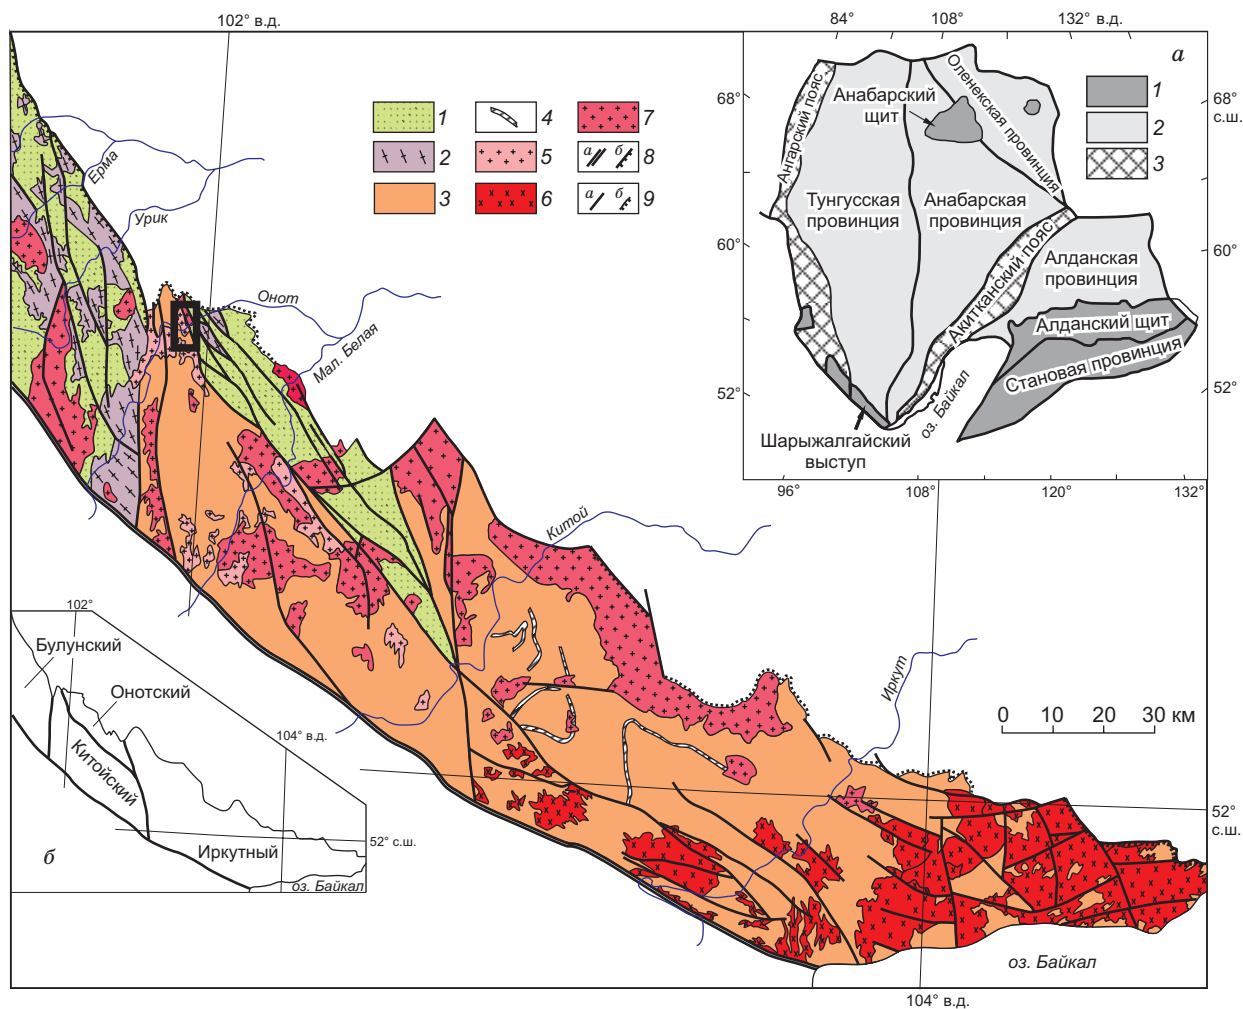 102° в.д.
84°
108°
132° в.д.
а
68°
60°
52°
68°
с.ш.
60°
52°
96°
108°
120°
132°
Ангарский пояс
Анабарский
щит
Оленекская провинция
Тунгусская
провинция
Анабарская
провинция
Акитканский пояс
Алданская
провинция
Алданский щит
Становая провинция
оз. Байкал
Шарыжалгайский
выступ
1
2
3
1
2
3
4
5
6
7
а
б
8
а
б
9
Ерма
Урик
Онот
Мал. Белая
Китой
Иркут
0
10
20
30 км
52°
с.ш.
оз. Байкал
104° в.д.
102°
Булунский
Онотский
104° в.д.
Китойский
52° с.ш.
Иркутный
б
оз. Байкал